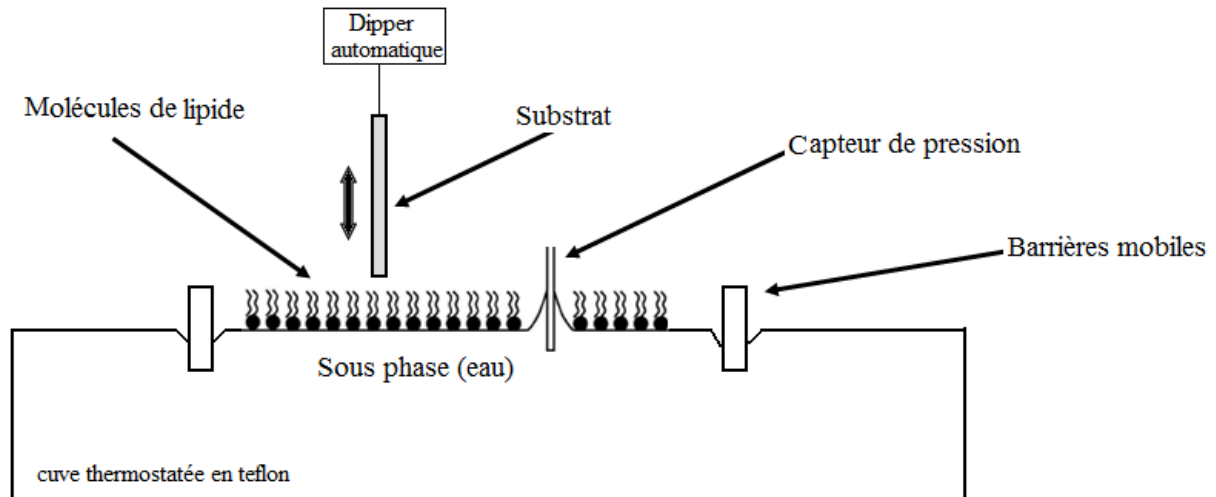 Dipper
automatique
Molécules de lipide
Substrat
Capteur de pression
Barrières mobiles
Sous phase (eau)
cuve thermostatée en teflon